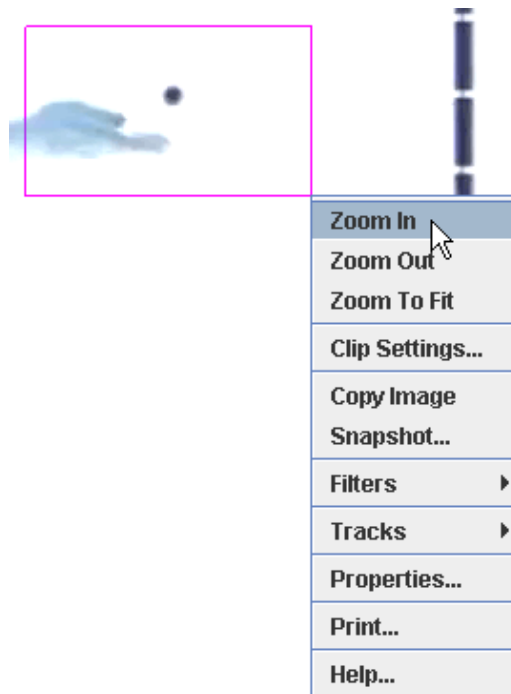 Zoom In
Zoom Out
Zoom To Fit
Clip Settings...
Copy Image
Snapshot...
Filters
Tracks
Properties...
Print...
Help...